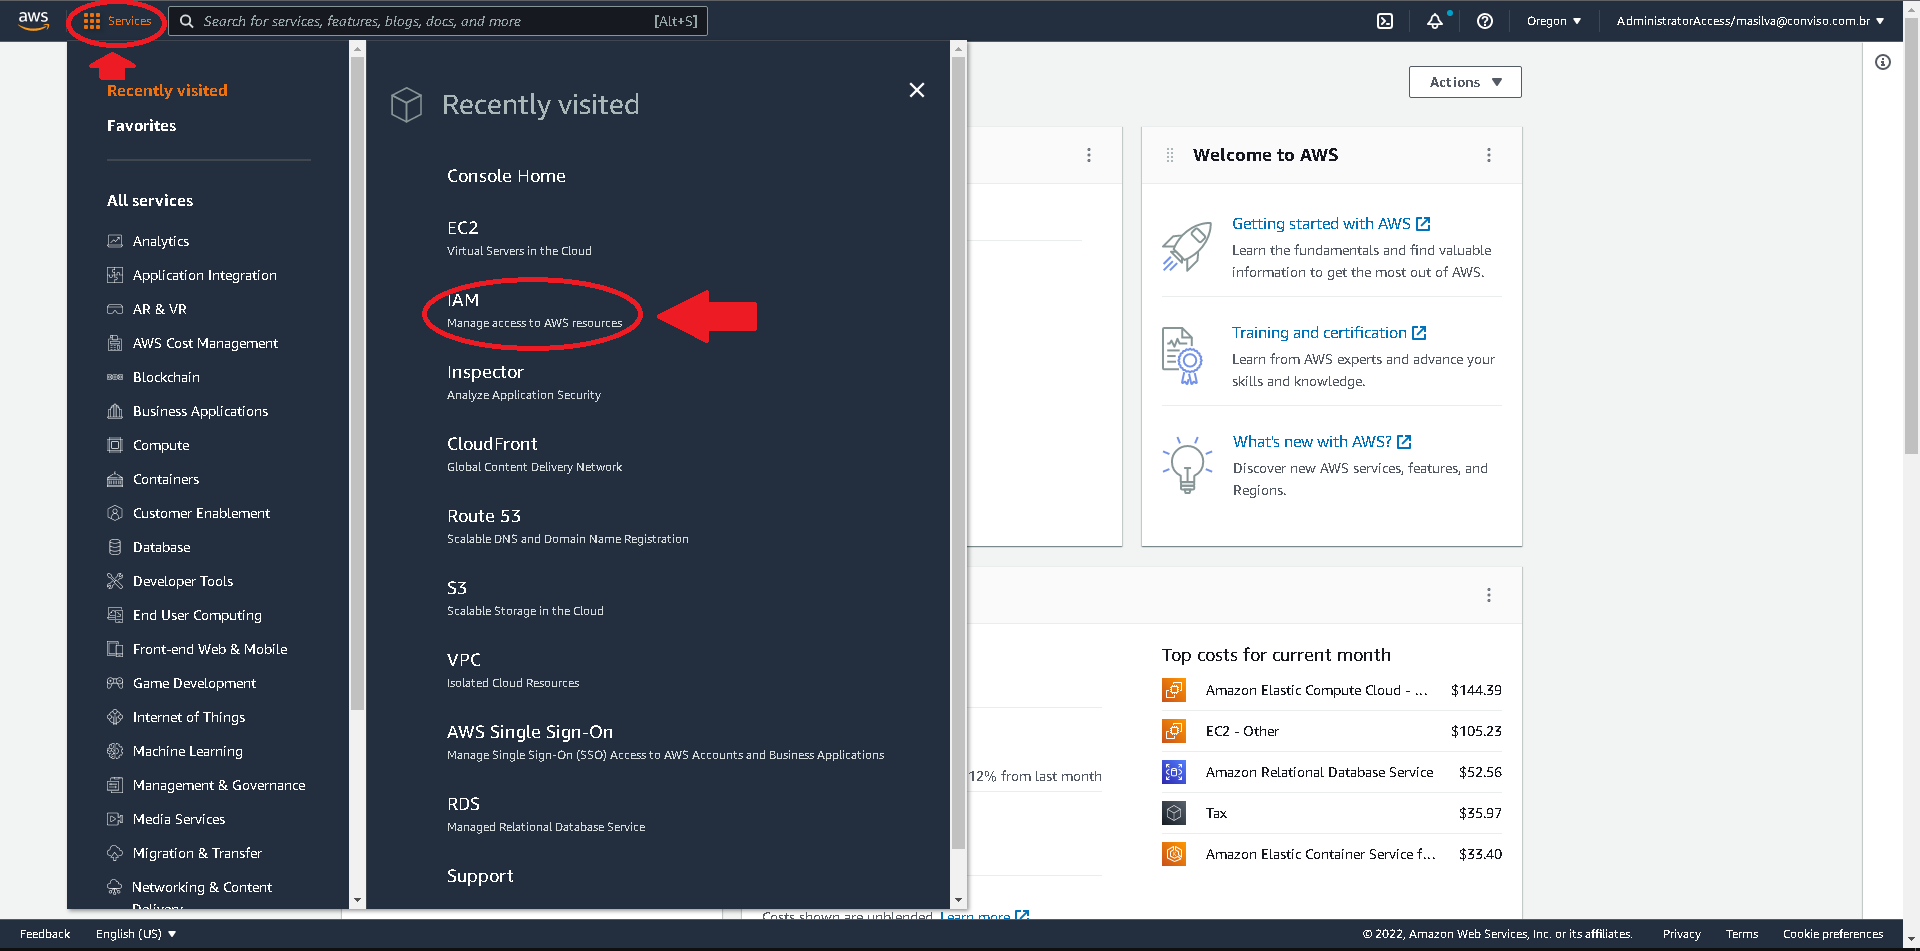 aws
Services
Search for services, features, blogs, docs, and more
[Alt+S]
Oregon
AdministratorAccess/masilva@conviso.com.br
Recently visited
Favorites
All services
Analytics
Application Integration
AR & VR
AWS Cost Management
Blockchain
Business Applications
Compute
Containers
Customer Enablement
Database
Developer Tools
End User Computing
Front-end Web & Mobile
Game Development
Internet of Things
Machine Learning
Management & Governance
Media Services
Migration & Transfer
Networking & Content
Delivery
Recently visited
Console Home
EC2
Virtual Servers in the Cloud
IAM
Manage access to AWS resources
Inspector
Analyze Application Security
CloudFront
Global Content Delivery Network
Route 53
Scalable DNS and Domain Name Registration
S3
Scalable Storage in the Cloud
VPC
Isolated Cloud Resources
AWS Single Sign-On
Manage Single Sign-On (SSO) Access to AWS Accounts and Business Applications
RDS
Managed Relational Database Service
Support
Actions
Welcome to AWS
Getting started with AWS
Learn the fundamentals and find valuable
information to get the most out of AWS.
Training and certification
Learn from AWS experts and advance your
skills and knowledge.
What's new with AWS?
Discover new AWS services, features, and
Regions.
12% from last month
Top costs for current month
Amazon Elastic Compute Cloud - ... $144.39
EC2 - Other $105.23
Amazon Relational Database Service $52.56
Tax $35.97
Amazon Elastic Container Service f... $33.40
Costs shown are unblended. Learn more
Feedback
English (US)
© 2022, Amazon Web Services, Inc. or its affiliates.
Privacy
Terms
Cookie preferences